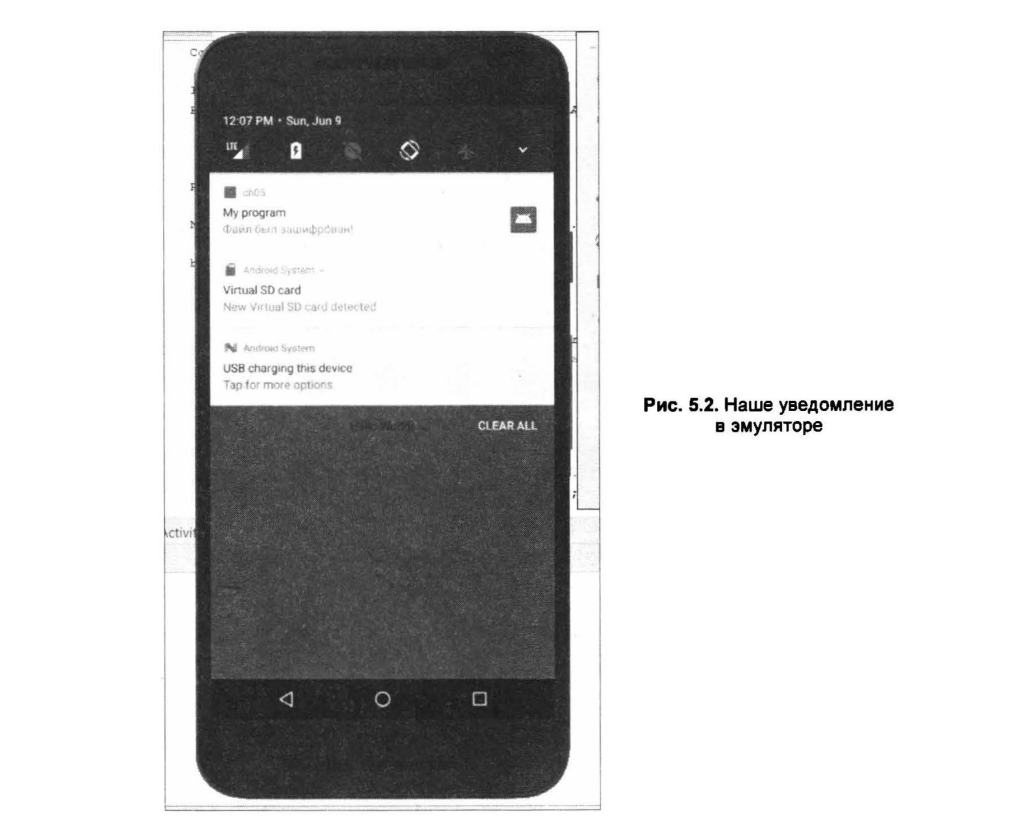 12:07 PM • Sun, Jun 9
LTE
ch05
My program
Файл был зашифрован!
Android System
Virtual SD card
New Virtual SD card detected
Android System
USB charging this device
Tap for more options
CLEAR ALL
Рис. 5.2. Наше уведомление
в эмуляторе